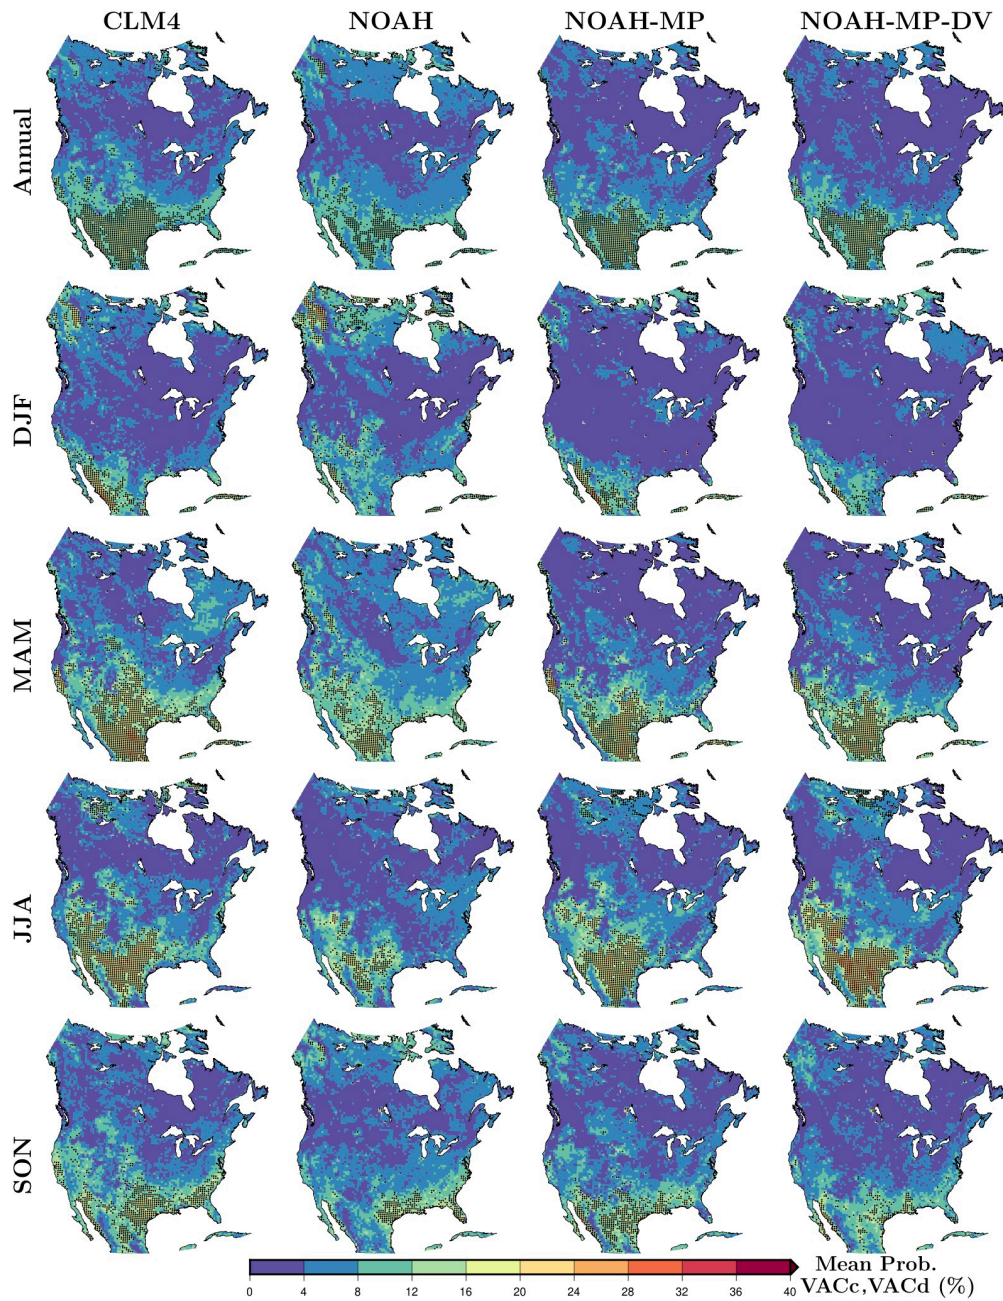 CLM4 NOAH NOAH-MP NOAH-MP-DV
Annual
DJF
MAM
JJA
SON
0 4 8 12 16 20 24 28 32 36 40
Mean Prob.
VACc,VACd (%)